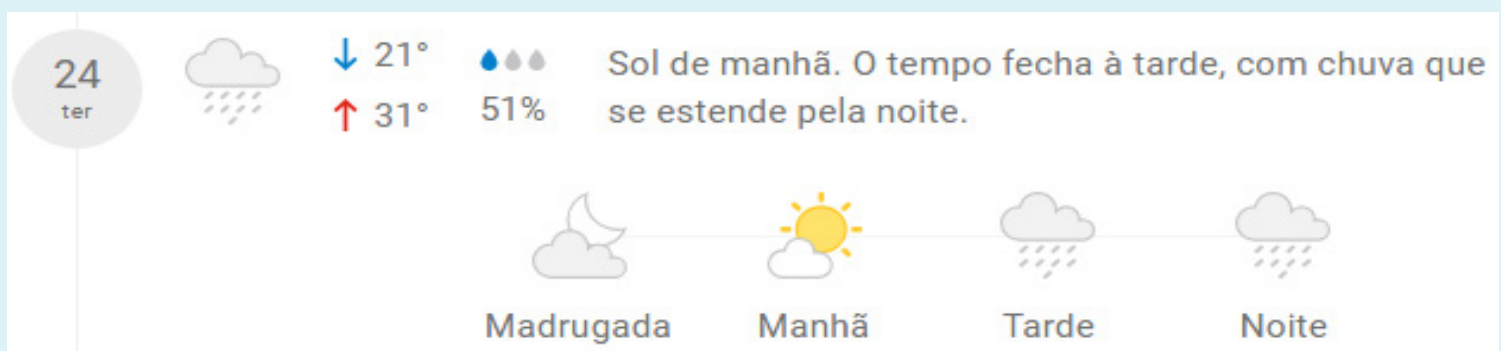 24
ter
21°
31°
51%
Sol de manhã. O tempo fecha à tarde, com chuva que
se estende pela noite.
Madrugada
Manhã
Tarde
Noite